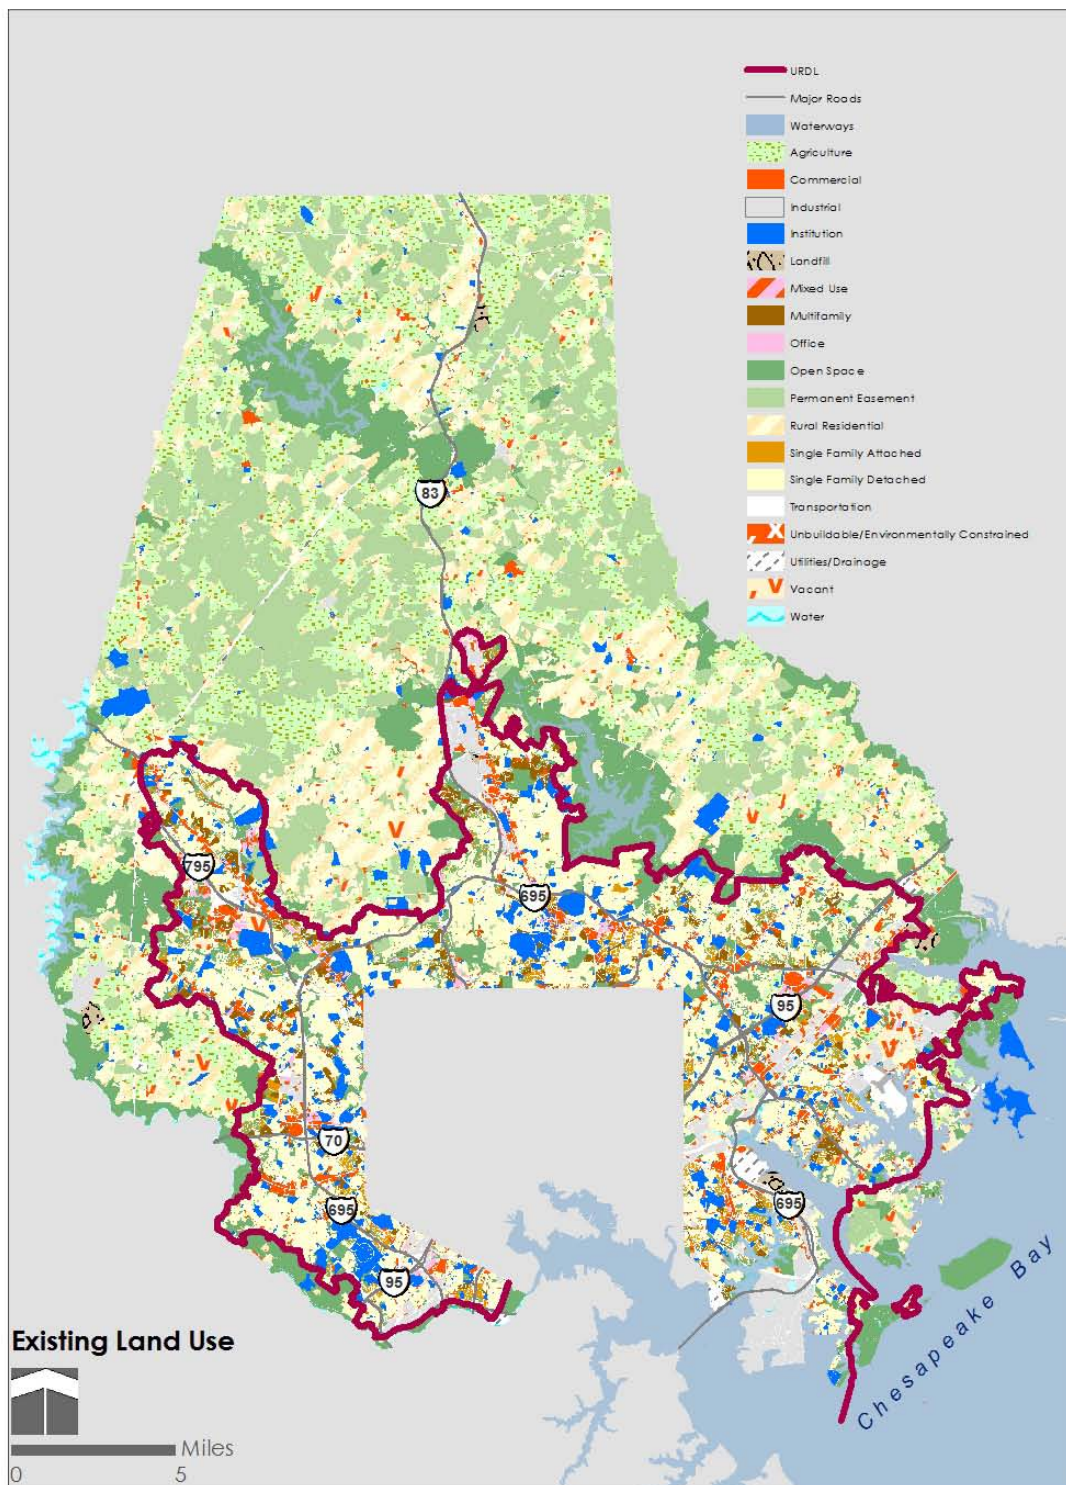 URDL
Major Roads
Waterways
Agriculture
Commercial
Industrial
Institution
Landfill
Mixed Use
Multifamily
Office
Open Space
Permanent Easement
Rural Residential
Single Family Attached
Single Family Detached
Transportation
Unbuildable/Environmentally Constrained
Utilities/Drainage
Vacant
Water
83
795
695
95
70
695
695
95
Chesapeake Bay
Existing Land Use
Miles
0 5